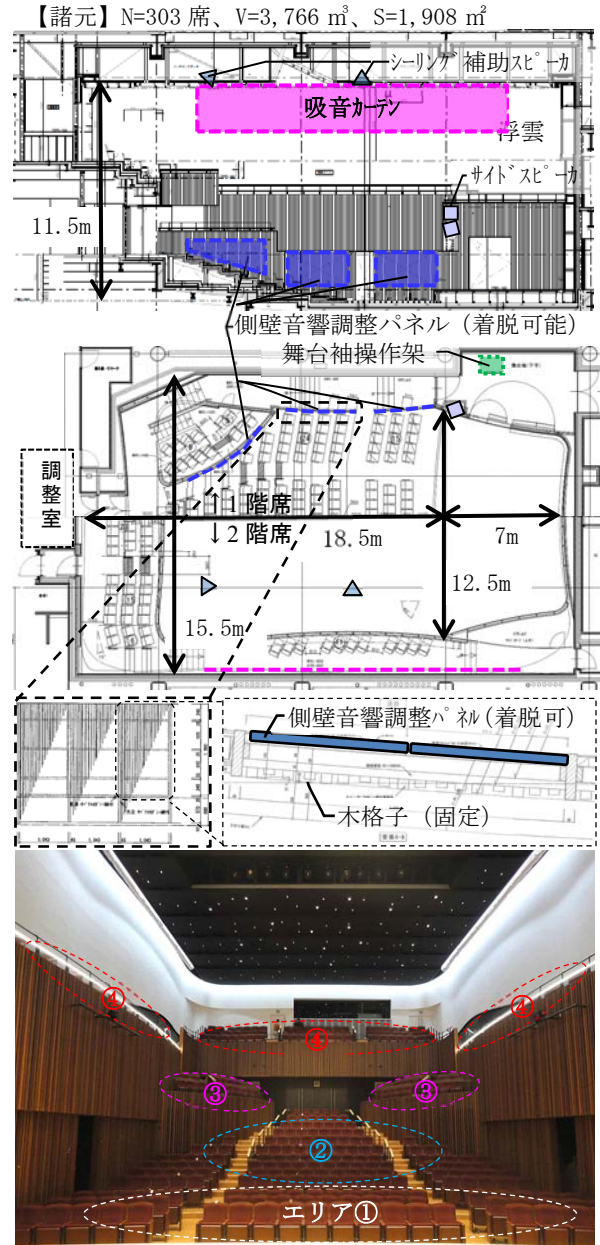 【諸元】N=303 席、V=3,766 ㎥、S=1,908 ㎡
シーリング補助スピーカ
吸音カーテン
浮雲
サイドスピーカ
11.5m
側壁音響調整パネル（着脱可能）
舞台袖操作架
調整室
↑1 階席
↓2 階席
18.5m
7m
12.5m
15.5m
側壁音響調整パネル(着脱可)
木格子（固定）
④
④
④
③
③
②
エリア①